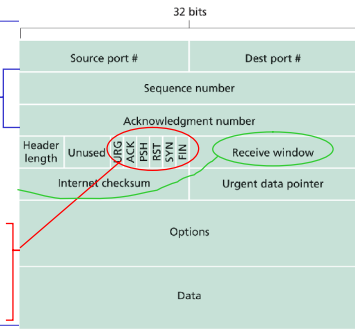 32 bits
Source port # Dest port #
Sequence number
Acknowledgment number
Header length Unused URG ACK PSH RST SYN FIN Receive window
Internet checksum Urgent data pointer
Options
Data